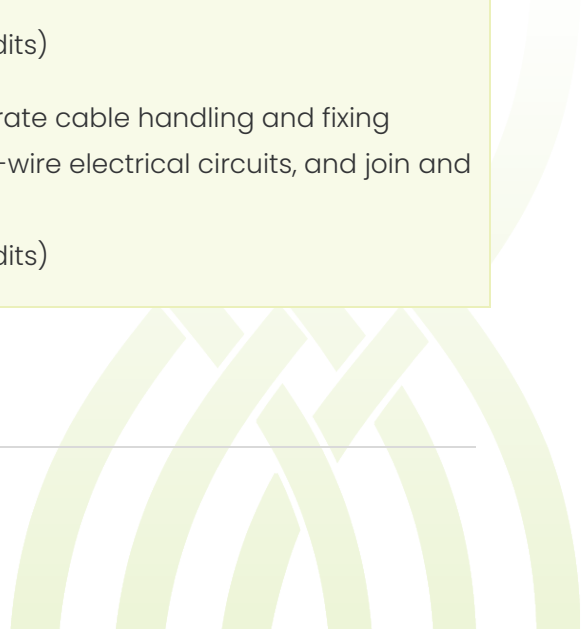 dits)
rate cable handling and fixing
-wire electrical circuits, and join and
dits)